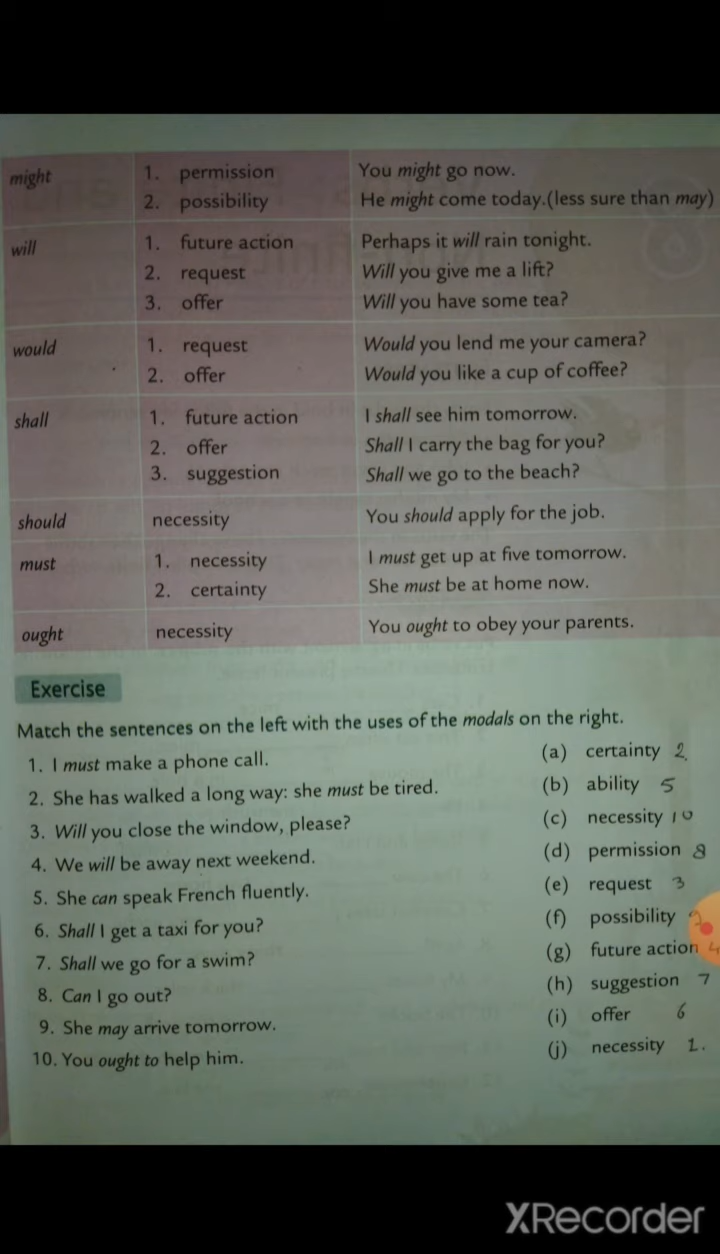 might 1. permission You might go now.
2. possibility He might come today.(less sure than may)
will 1. future action Perhaps it will rain tonight.
2. request Will you give me a lift?
3. offer Will you have some tea?
would 1. request Would you lend me your camera?
2. offer Would you like a cup of coffee?
shall 1. future action I shall see him tomorrow.
2. offer Shall I carry the bag for you?
3. suggestion Shall we go to the beach?
should necessity You should apply for the job.
must 1. necessity I must get up at five tomorrow.
2. certainty She must be at home now.
ought necessity You ought to obey your parents.
Exercise
Match the sentences on the left with the uses of the modals on the right.
1. I must make a phone call. (a) certainty 2
2. She has walked a long way: she must be tired. (b) ability 5
3. Will you close the window, please? (c) necessity 10
4. We will be away next weekend. (d) permission 8
5. She can speak French fluently. (e) request 3
6. Shall I get a taxi for you? (f) possibility
7. Shall we go for a swim? (g) future action 4
8. Can I go out? (h) suggestion 7
9. She may arrive tomorrow. (i) offer 6
10. You ought to help him. (j) necessity 1.
XRecorder